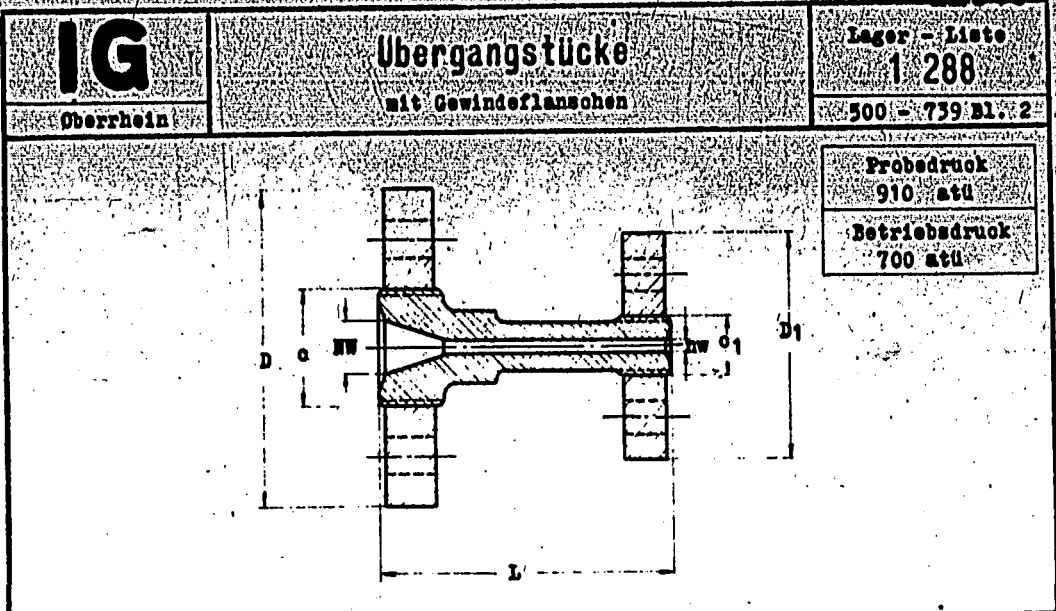 IG
Oberrhein
Übergangstücke
mit Gewindeflanschen
Lager - Liste
1 288
500 - 739 Bl. 2
Probedruck
910 atü
Betriebsdruck
700 atü
D
d
NW
nw
d1
D1
L